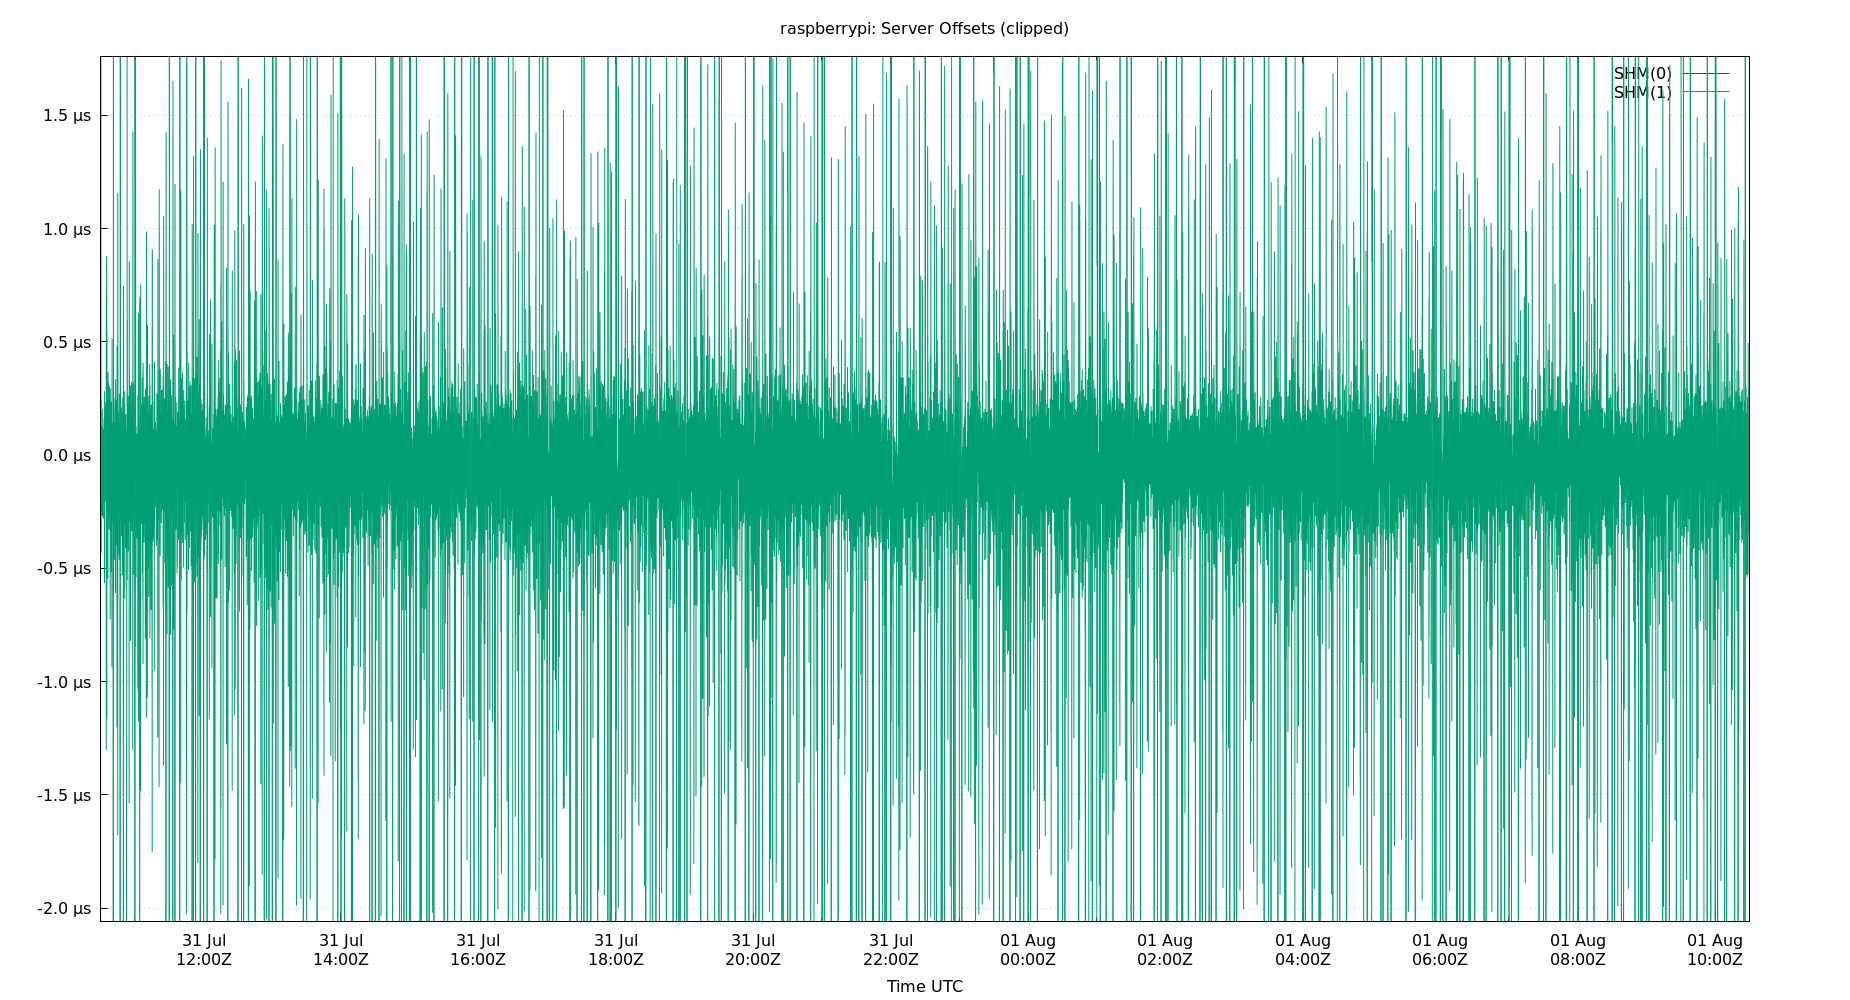 raspberrypi: Server Offsets (clipped)
SHM(0)
SHM(1)
1.5 µs
1.0 µs
0.5 µs
0.0 µs
-0.5 µs
-1.0 µs
-1.5 µs
-2.0 µs
31 Jul 31 Jul 31 Jul 31 Jul 31 Jul 31 Jul 01 Aug 01 Aug 01 Aug 01 Aug 01 Aug 01 Aug
12:00Z 14:00Z 16:00Z 18:00Z 20:00Z 22:00Z 00:00Z 02:00Z 04:00Z 06:00Z 08:00Z 10:00Z
Time UTC